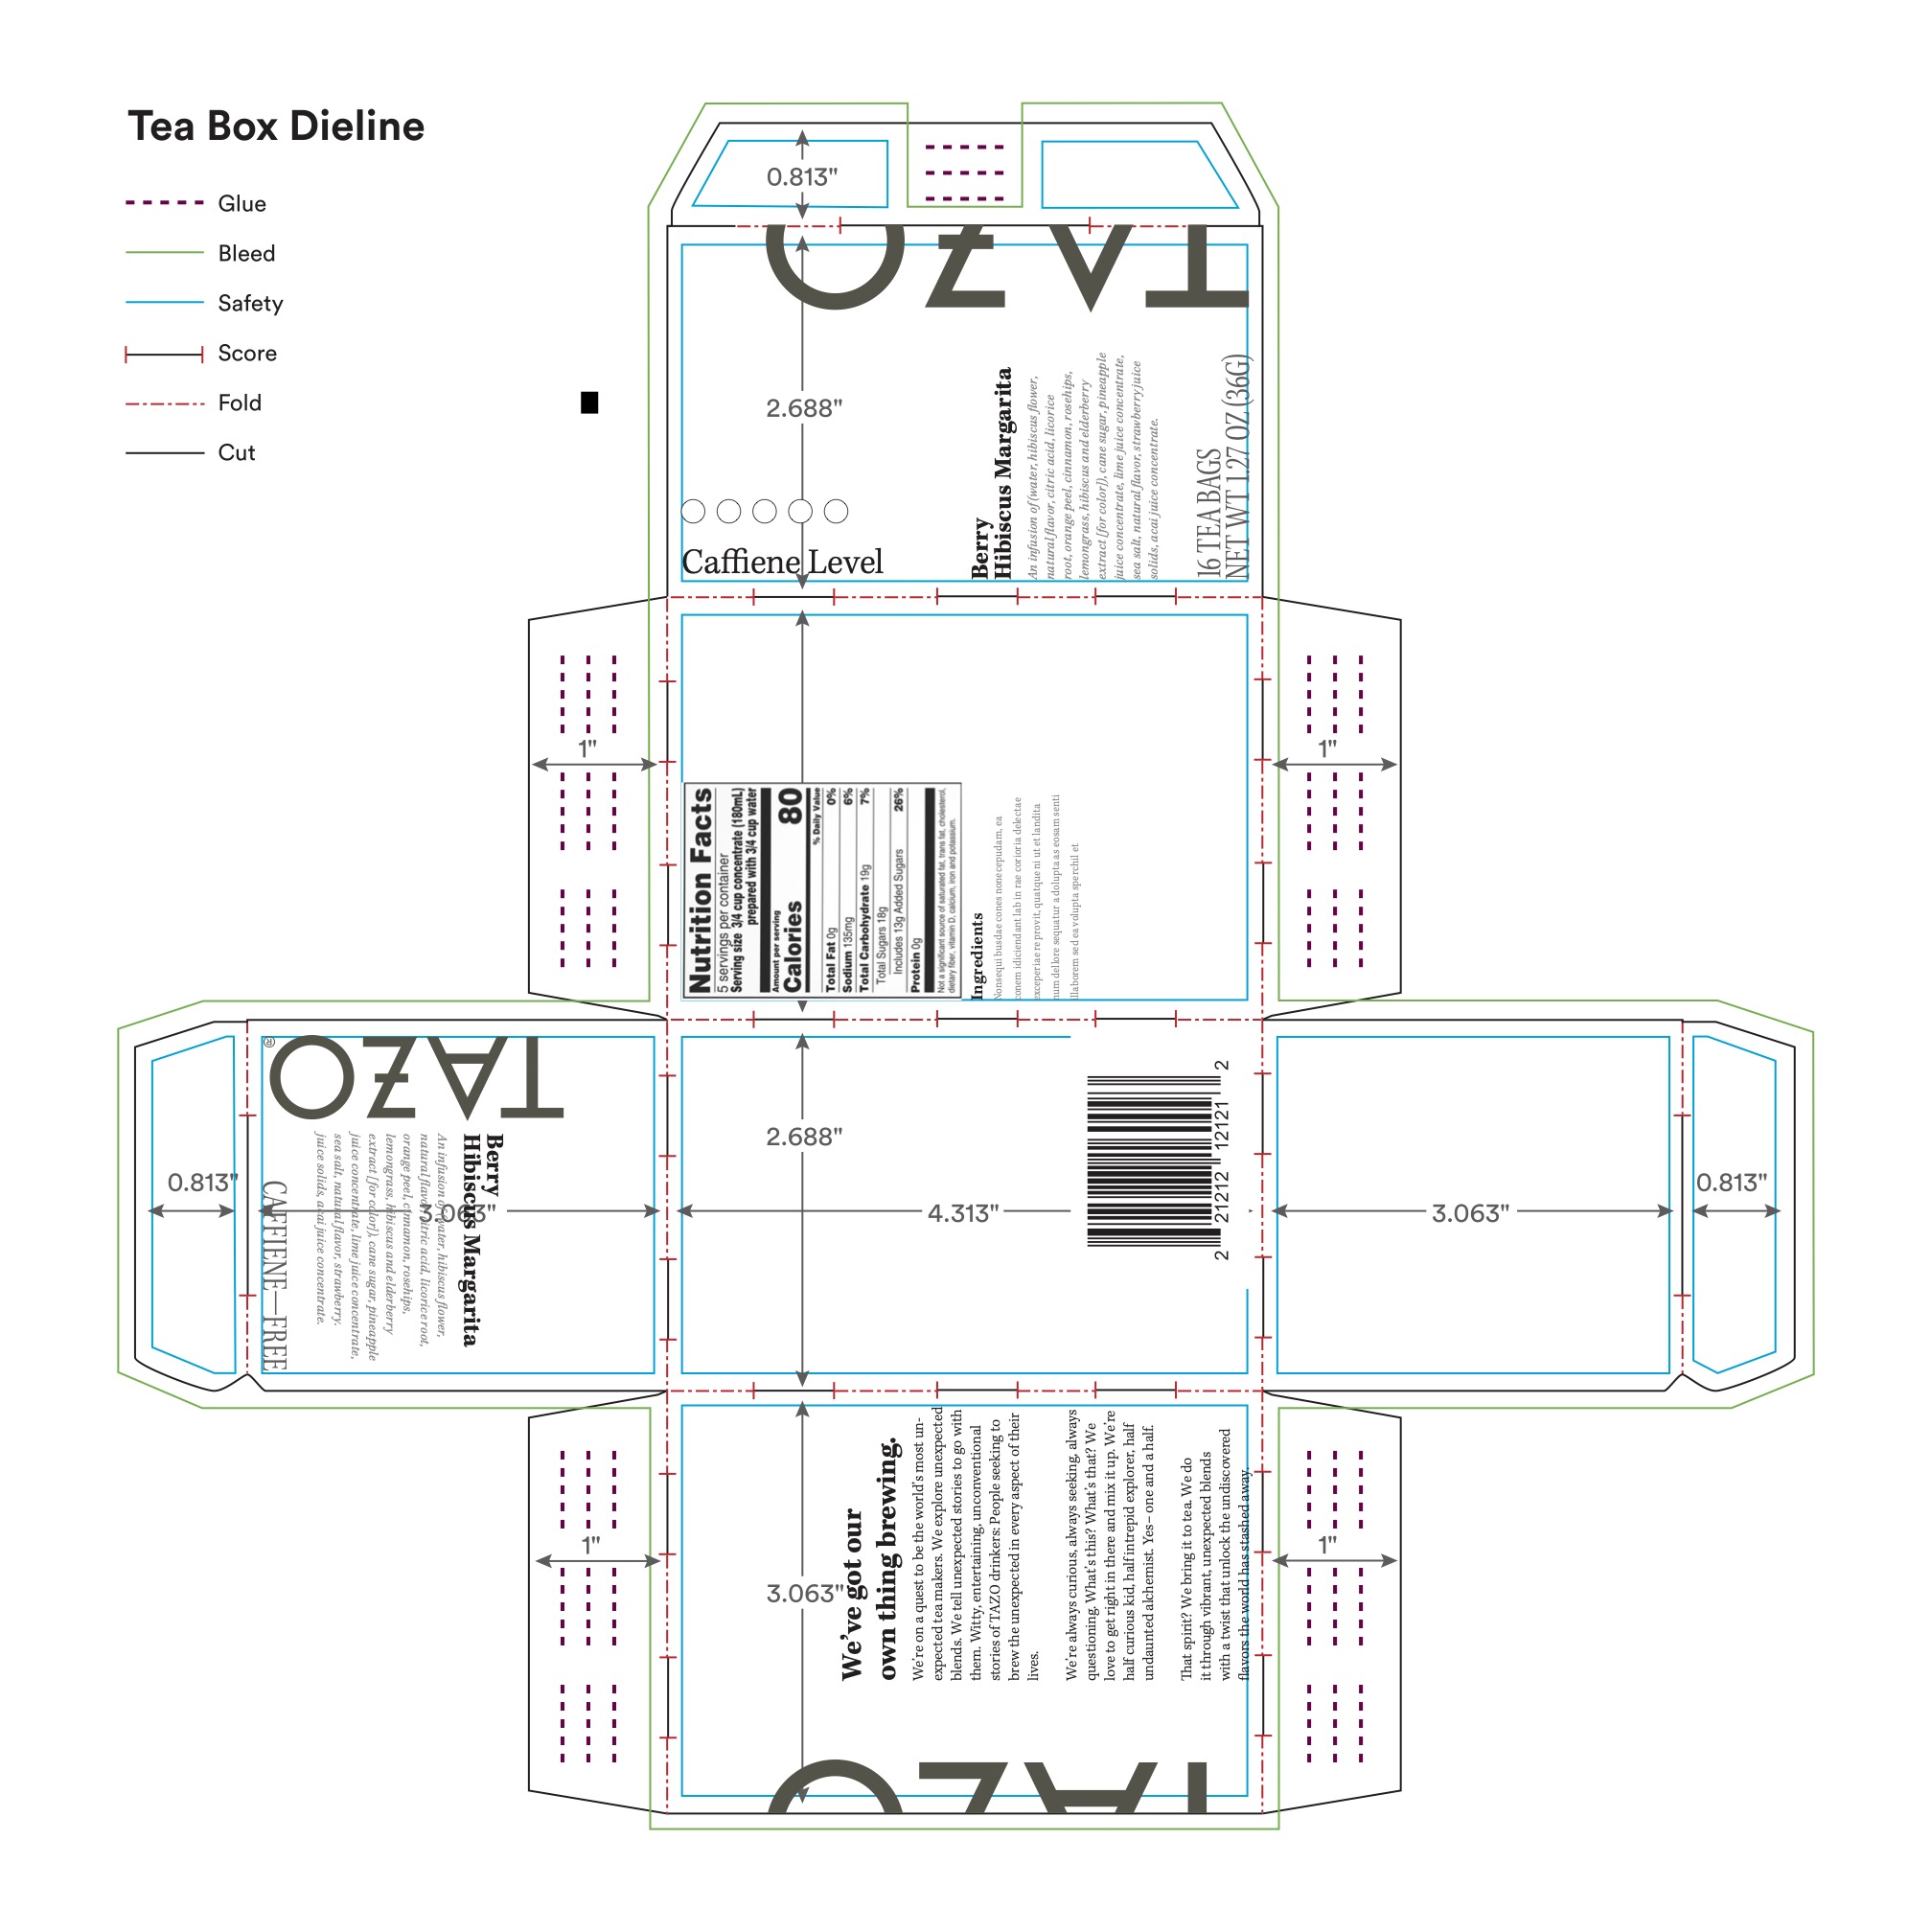 Tea Box Dieline
Glue
Bleed
Safety
Score
Fold
Cut
0.813"
TAZO
2.688"
Caffiene Level
Berry
Hibiscus Margarita
An infusion of (water, hibiscus flower,
natural flavor, citric acid, licorice
root, orange peel, cinnamon, rosehips,
lemongrass, hibiscus and elderberry
extract [for color]), cane sugar, pineapple
juice concentrate, lime juice concentrate,
sea salt, natural flavor, strawberry juice
solids, acai juice concentrate.
16 TEA BAGS
NET WT 1.27 OZ (36G)
1"
1"
Nutrition Facts
5 servings per container
Serving size 3/4 cup concentrate (180mL)
prepared with 3/4 cup water
Amount per serving
Calories 80
% Daily Value
Total Fat 0g 0%
Sodium 135mg 6%
Total Carbohydrate 19g 7%
Total Sugars 18g
Includes 13g Added Sugars 26%
Protein 0g
Not a significant source of saturated fat, trans fat, cholesterol,
dietary fiber, vitamin D, calcium, iron and potassium.
Ingredients
Nonsequi busdae cones nonecepudam, ea
conem idiciendant lab in rae corioria delectae
exceperiae re provit, quatque ni ut et landita
num dellore sequatur a dolupta as eosam senti
illaborem sed ea volupta sperchil et
0.813"
TAZO®
Berry
Hibiscus Margarita
An infusion of (water, hibiscus flower,
natural flavor, citric acid, licorice root,
orange peel, cinnamon, rosehips,
lemongrass, hibiscus and elderberry
extract [for color]), cane sugar, pineapple
juice concentrate, lime juice concentrate,
sea salt, natural flavor, strawberry.
juice solids, acai juice concentrate.
CAFFIENE—FREE
3.063"
2.688"
4.313"
2 21212 12121 2
3.063"
0.813"
1"
1"
3.063"
We've got our
own thing brewing.
We're on a quest to be the world's most un-
expected tea makers. We explore unexpected
blends. We tell unexpected stories to go with
them. Witty, entertaining, unconventional
stories of TAZO drinkers: People seeking to
brew the unexpected in every aspect of their
lives.
We're always curious, always seeking, always
questioning. What's this? What's that? We
love to get right in there and mix it up. We're
half curious kid, half intrepid explorer, half
undaunted alchemist. Yes– one and a half.
That spirit? We bring it to tea. We do
it through vibrant, unexpected blends
with a twist that unlock the undiscovered
flavors the world has stashed away.
TAZO